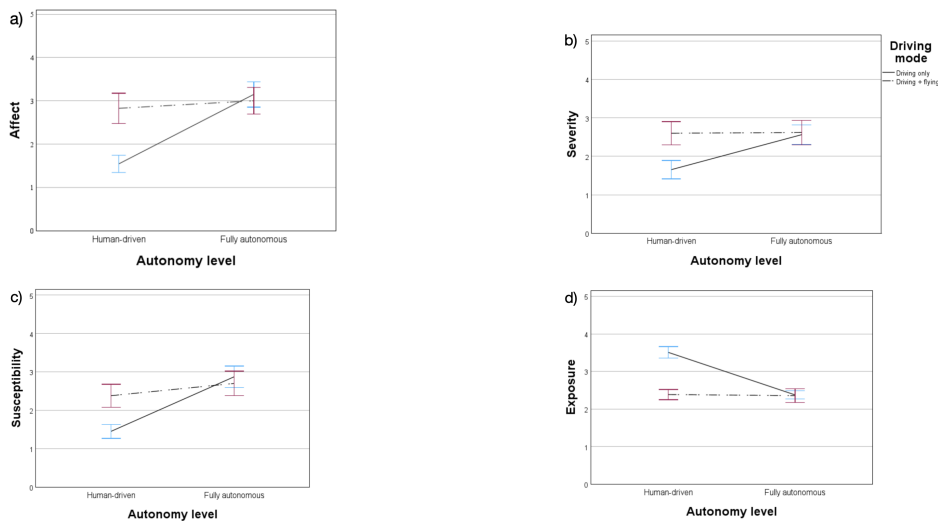 a)
5
4
3
2
1
0
Affect
Human-driven Fully autonomous
Autonomy level
b)
5
4
3
2
1
0
Severity
Human-driven Fully autonomous
Autonomy level
Driving
mode
Driving only
Driving + flying
c)
5
4
3
2
1
0
Susceptibility
Human-driven Fully autonomous
Autonomy level
d)
5
4
3
2
1
0
Exposure
Human-driven Fully autonomous
Autonomy level